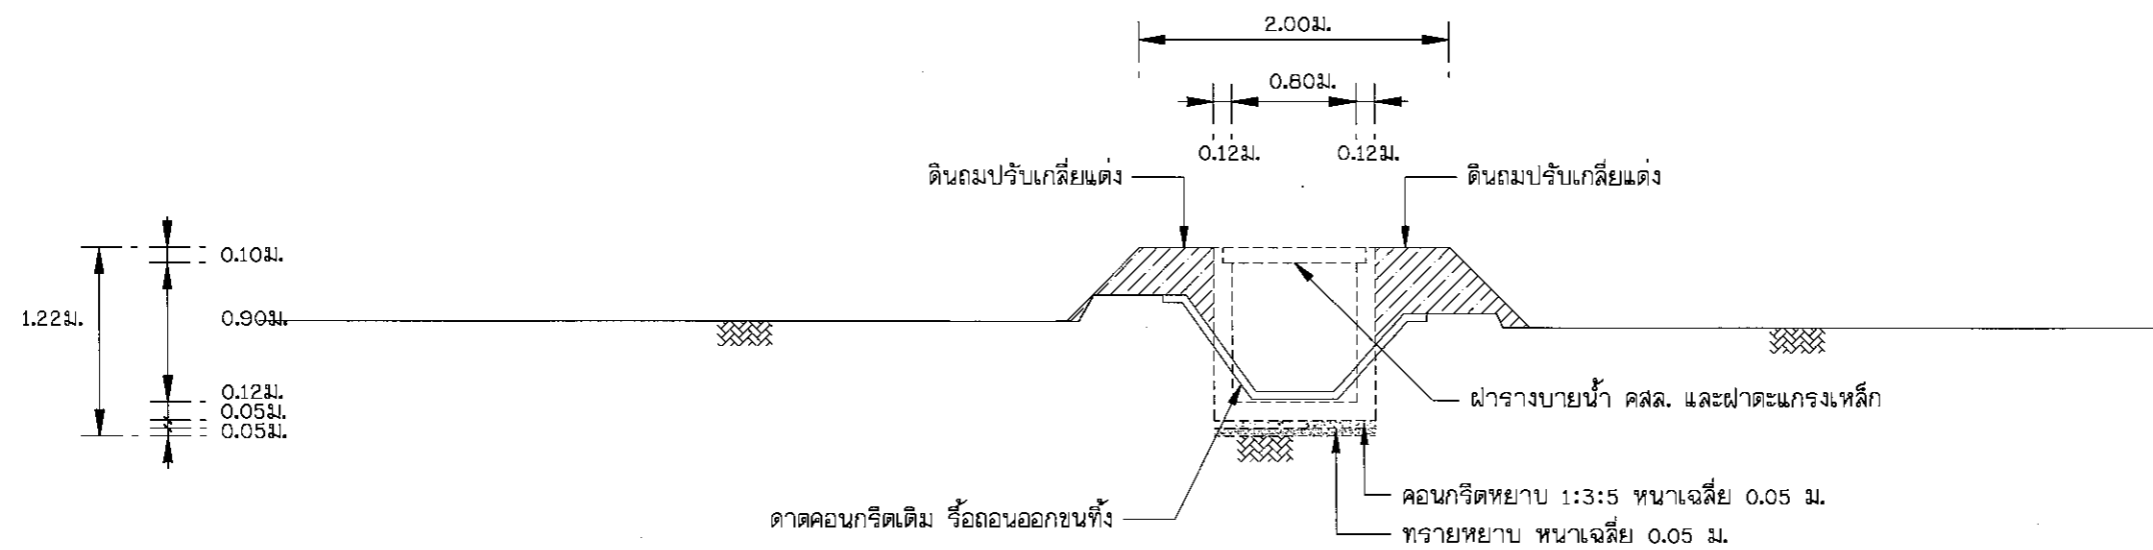 2.00ม.
0.80ม.
0.12ม. 0.12ม.
ดินถมปรับเกลี่ยแต่ง ดินถมปรับเกลี่ยแต่ง
0.10ม.
1.22ม. 0.90ม.
0.12ม.
0.05ม.
0.05ม.
ฝารางบายน้ำ คสล. และฝาตะแกรงเหล็ก
คอนกรีตหยาบ 1:3:5 หนาเฉลี่ย 0.05 ม.
ดาดคอนกรีตเดิม รื้อถอนออกขนทิ้ง
ทรายหยาบ หนาเฉลี่ย 0.05 ม.